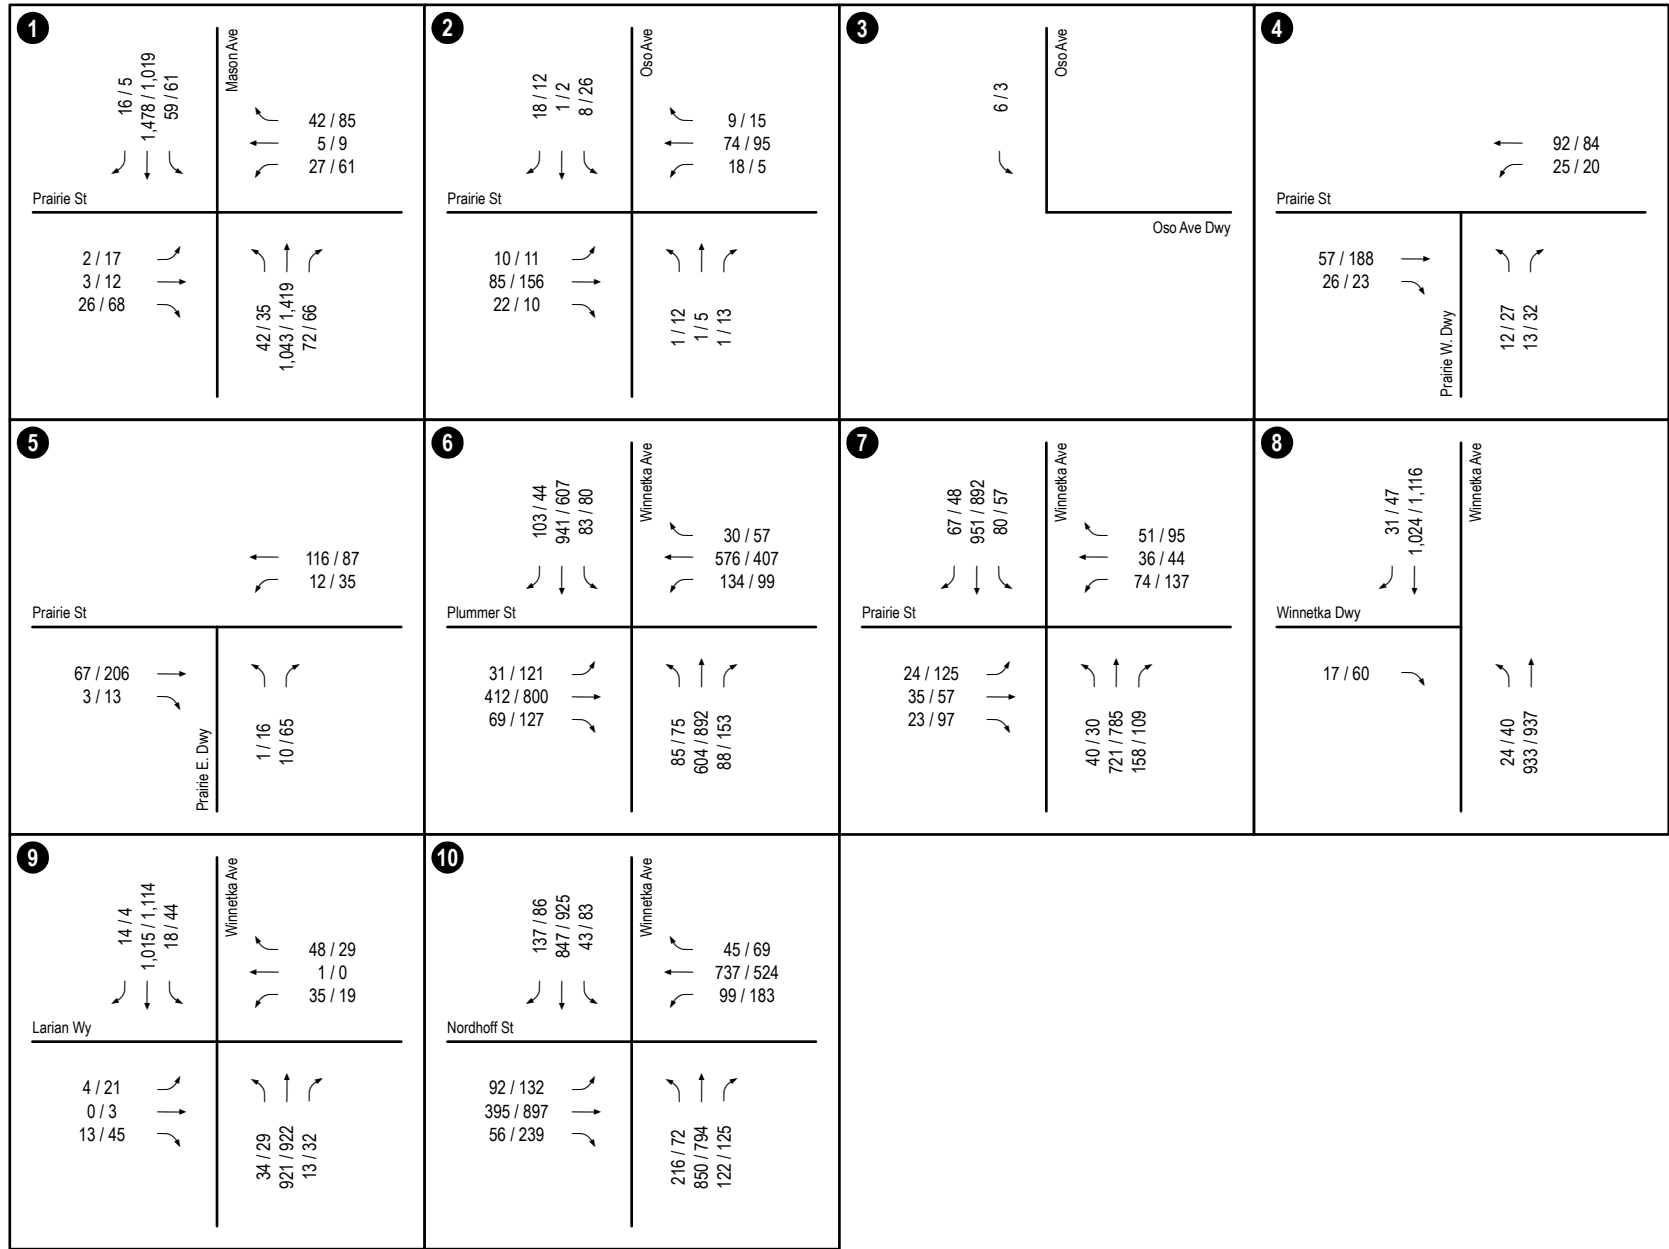 1
Mason Ave
16 / 5
1,478 / 1,019
59 / 61
42 / 85
5 / 9
27 / 61
Prairie St
2 / 17
3 / 12
26 / 68
42 / 35
1,043 / 1,419
72 / 66
2
Oso Ave
18 / 12
1 / 2
8 / 26
9 / 15
74 / 95
18 / 5
Prairie St
10 / 11
85 / 156
22 / 10
1 / 12
1 / 5
1 / 13
3
Oso Ave
6 / 3
Oso Ave Dwy
4
92 / 84
25 / 20
Prairie St
57 / 188
26 / 23
Prairie W. Dwy
12 / 27
13 / 32
5
116 / 87
12 / 35
Prairie St
67 / 206
3 / 13
Prairie E. Dwy
1 / 16
10 / 65
6
Winnetka Ave
103 / 44
941 / 607
83 / 80
30 / 57
576 / 407
134 / 99
Plummer St
31 / 121
412 / 800
69 / 127
85 / 75
604 / 892
88 / 153
7
Winnetka Ave
67 / 48
951 / 892
80 / 57
51 / 95
36 / 44
74 / 137
Prairie St
24 / 125
35 / 57
23 / 97
40 / 30
721 / 785
158 / 109
8
Winnetka Ave
31 / 47
1,024 / 1,116
Winnetka Dwy
17 / 60
24 / 40
933 / 937
9
Winnetka Ave
14 / 4
1,015 / 1,114
18 / 44
48 / 29
1 / 0
35 / 19
Larian Wy
4 / 21
0 / 3
13 / 45
34 / 29
921 / 922
13 / 32
10
Winnetka Ave
137 / 86
847 / 925
43 / 83
45 / 69
737 / 524
99 / 183
Nordhoff St
92 / 132
395 / 897
56 / 239
216 / 72
850 / 794
122 / 125